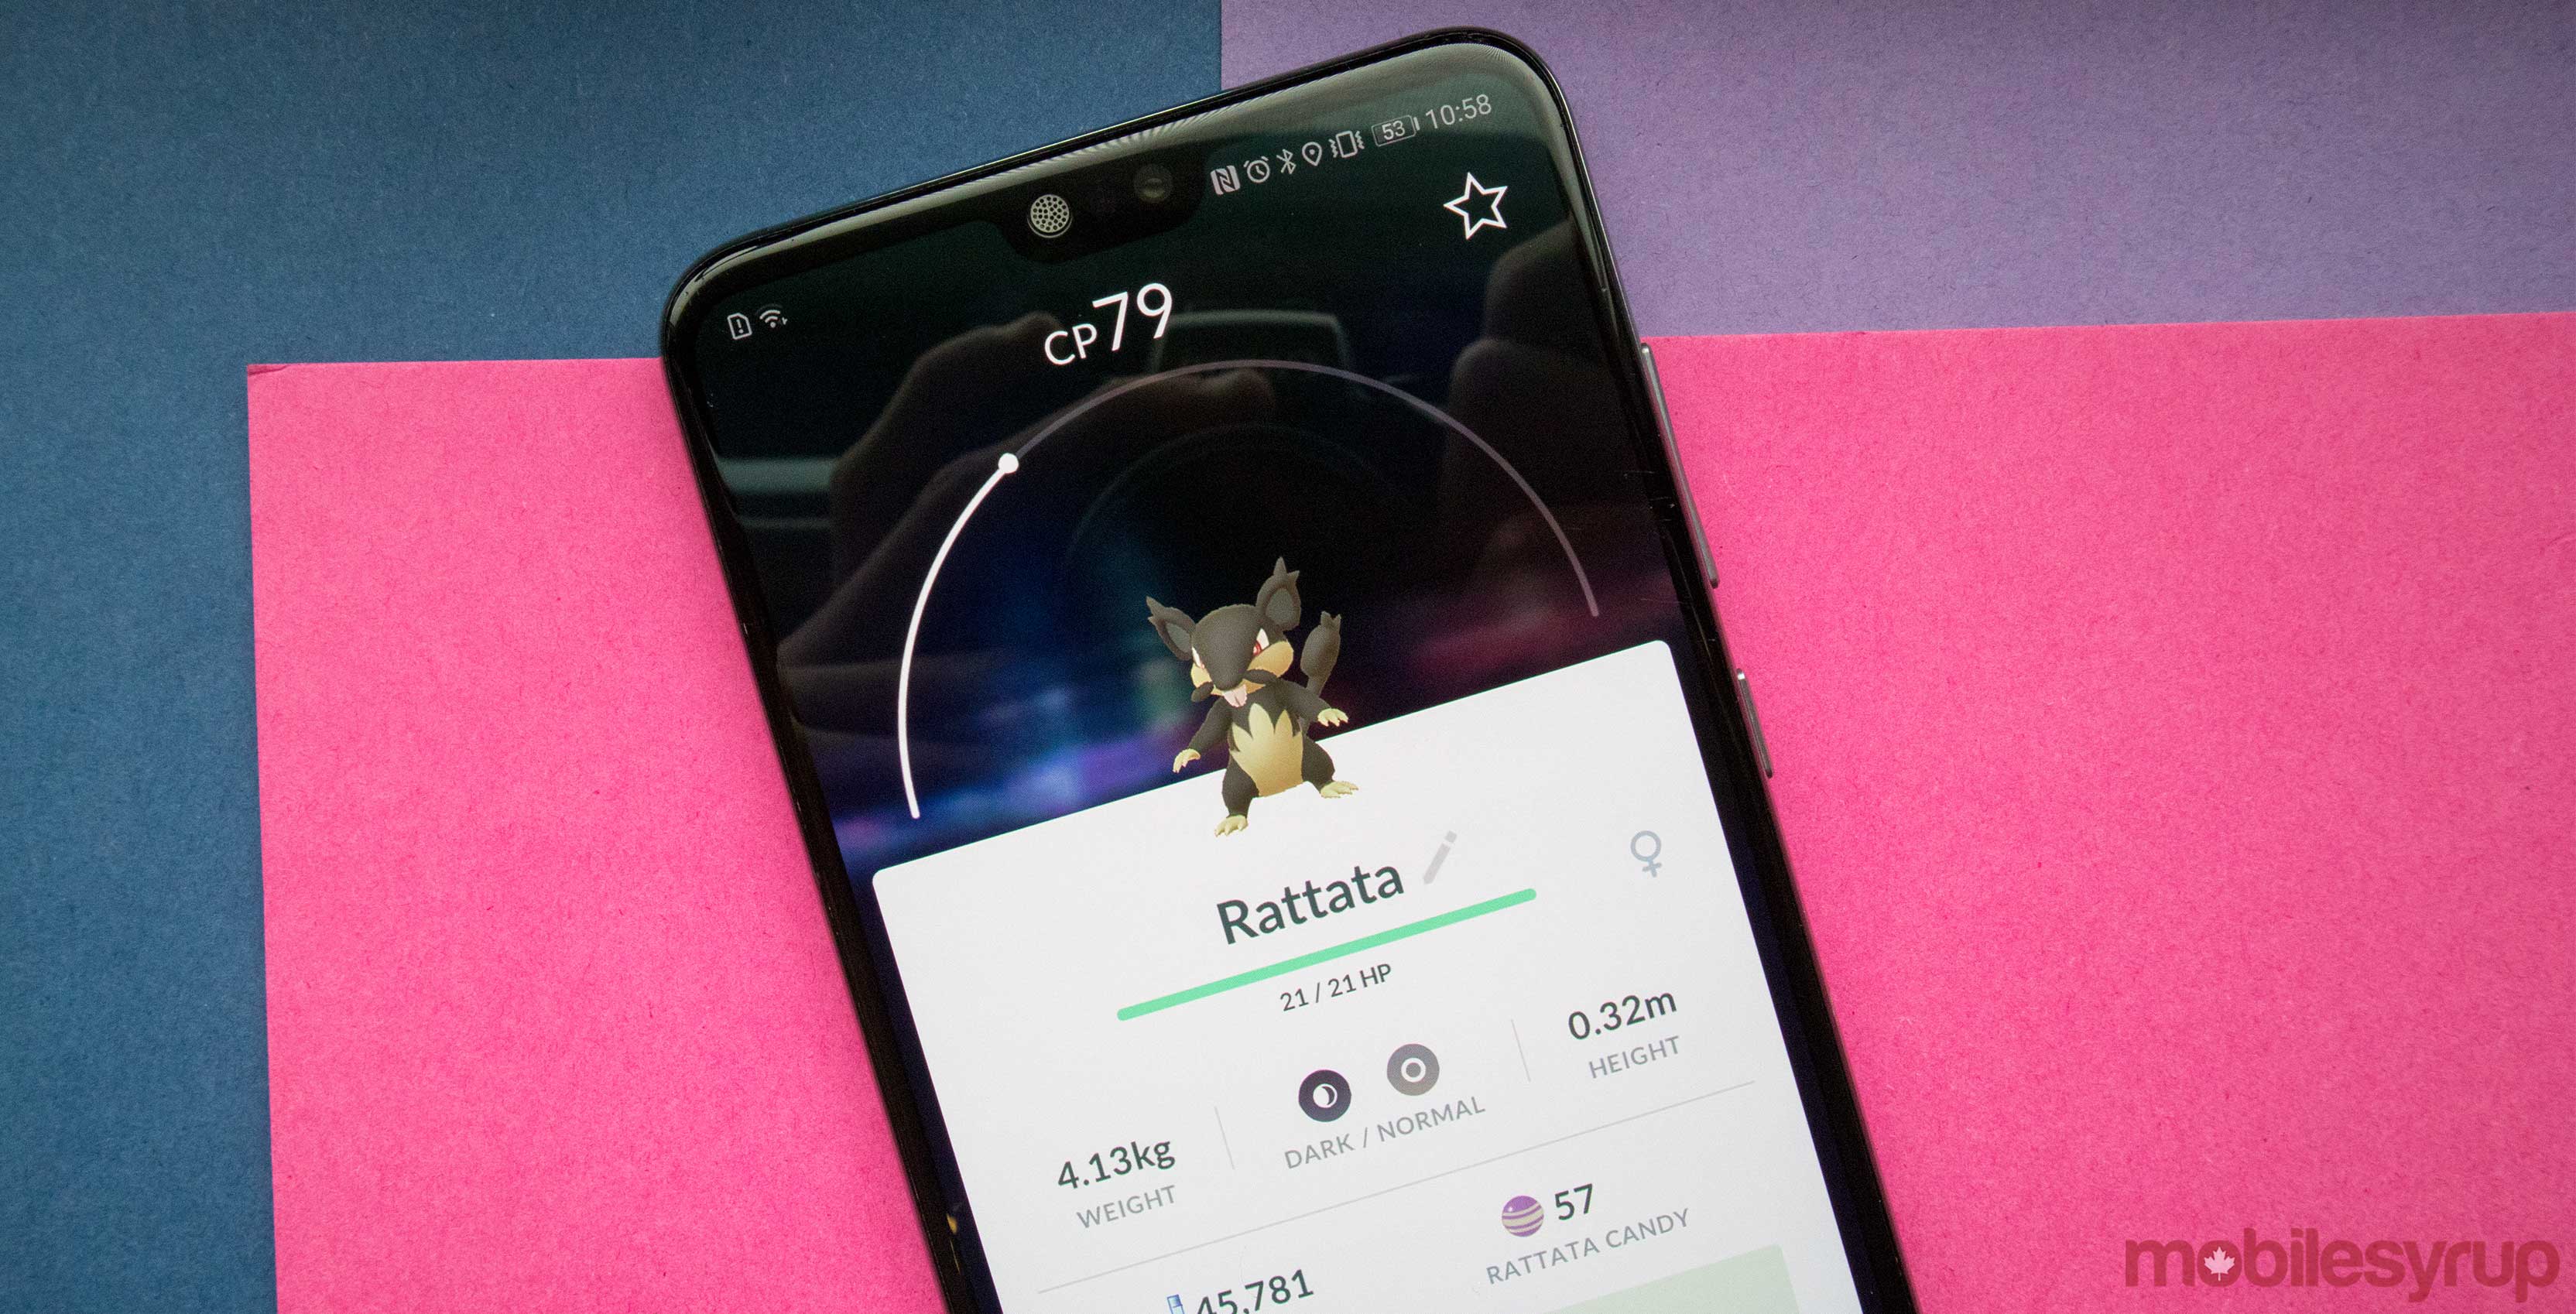 53 10:58
CP79
Rattata
21 / 21 HP
4.13kg
WEIGHT
DARK / NORMAL
0.32m
HEIGHT
45,781
57
RATTATA CANDY
mobilesyrup